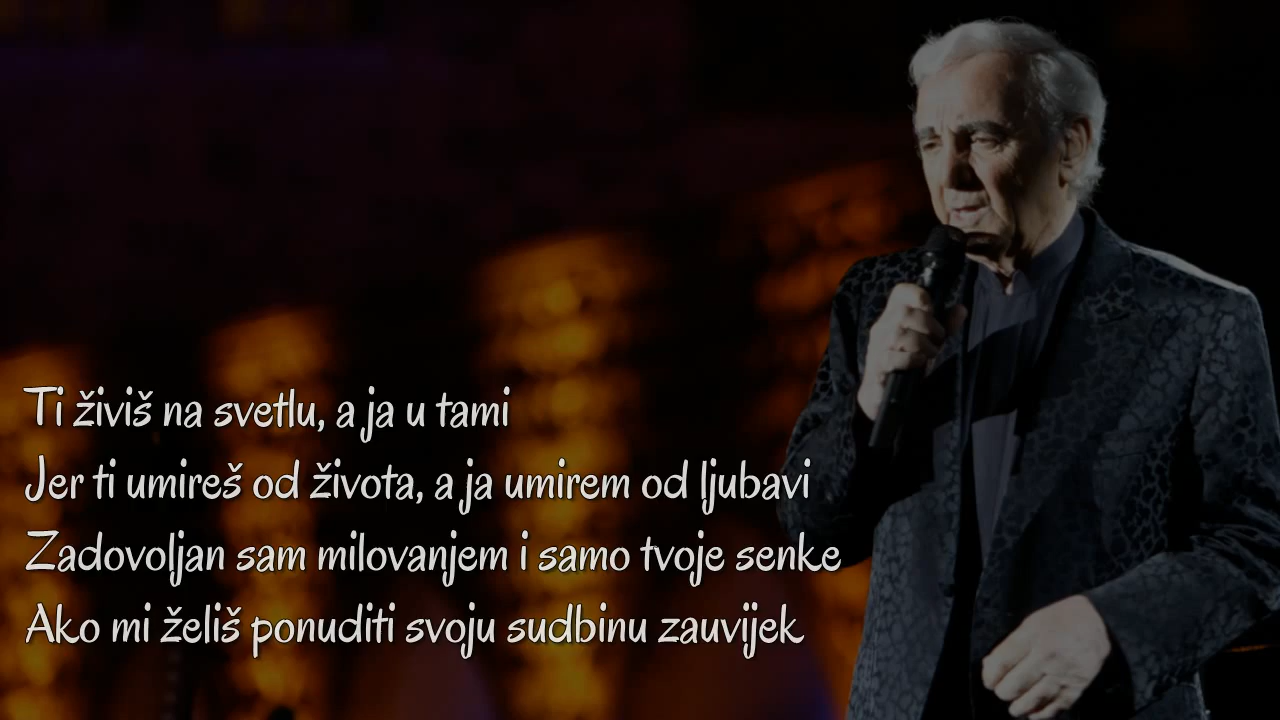 Ti živiš na svetlu, a ja u tami
Jer ti umireš od života, a ja umirem od ljubavi
Zadovoljan sam milovanjem i samo tvoje senke
Ako mi želiš ponuditi svoju sudbinu zauvijek